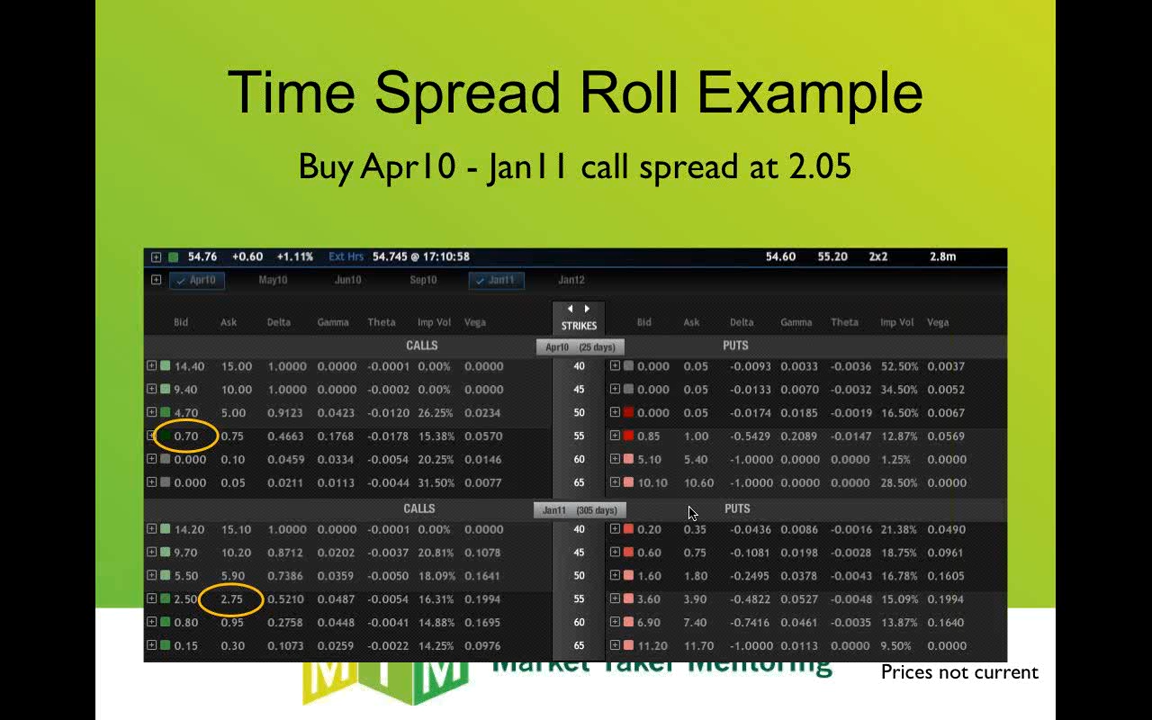 Time Spread Roll Example
Buy Apr10 - Jan11 call spread at 2.05
54.76 +0.60 +1.11% Ext Hrs 54.745 @ 17:10:58 54.60 55.20 2x2 2.8m
Apr10 May10 Jun10 Sep10 Jan11 Jan12
Bid Ask Delta Gamma Theta Imp Vol Vega STRIKES Bid Ask Delta Gamma Theta Imp Vol Vega
CALLS Apr10 (25 days) PUTS
14.40 15.00 1.0000 0.0000 -0.0001 0.00% 0.0000 40 0.000 0.05 -0.0093 0.0033 -0.0036 52.50% 0.0037
9.40 10.00 1.0000 0.0000 -0.0002 0.00% 0.0000 45 0.000 0.05 -0.0133 0.0070 -0.0032 34.50% 0.0052
4.70 5.00 0.9123 0.0423 -0.0120 26.25% 0.0234 50 0.000 0.05 -0.0174 0.0185 -0.0019 16.50% 0.0067
0.70 0.75 0.4663 0.1768 -0.0178 15.38% 0.0570 55 0.85 1.00 -0.5429 0.2089 -0.0147 12.87% 0.0569
0.000 0.10 0.0459 0.0334 -0.0054 20.25% 0.0146 60 5.10 5.40 -1.0000 0.0000 0.0000 1.25% 0.0000
0.000 0.05 0.0211 0.0113 -0.0044 31.50% 0.0077 65 10.10 10.60 -1.0000 0.0000 0.0000 28.50% 0.0000
CALLS Jan11 (305 days) PUTS
14.20 15.10 1.0000 0.0000 -0.0001 0.00% 0.0000 40 0.20 0.35 -0.0436 0.0086 -0.0016 21.38% 0.0490
9.70 10.20 0.8712 0.0202 -0.0037 20.81% 0.1078 45 0.60 0.75 -0.1081 0.0198 -0.0028 18.75% 0.0961
5.50 5.90 0.7386 0.0359 -0.0050 18.09% 0.1641 50 1.60 1.80 -0.2495 0.0378 -0.0043 16.78% 0.1605
2.50 2.75 0.5210 0.0487 -0.0054 16.31% 0.1994 55 3.60 3.90 -0.4822 0.0527 -0.0048 15.09% 0.1994
0.80 0.95 0.2758 0.0448 -0.0041 14.88% 0.1695 60 6.90 7.40 -0.7416 0.0461 -0.0035 13.87% 0.1640
0.15 0.30 0.1073 0.0259 -0.0022 14.25% 0.0976 65 11.20 11.70 -1.0000 0.0113 0.0000 9.50% 0.0000
MTM Market Taker Mentoring
Prices not current